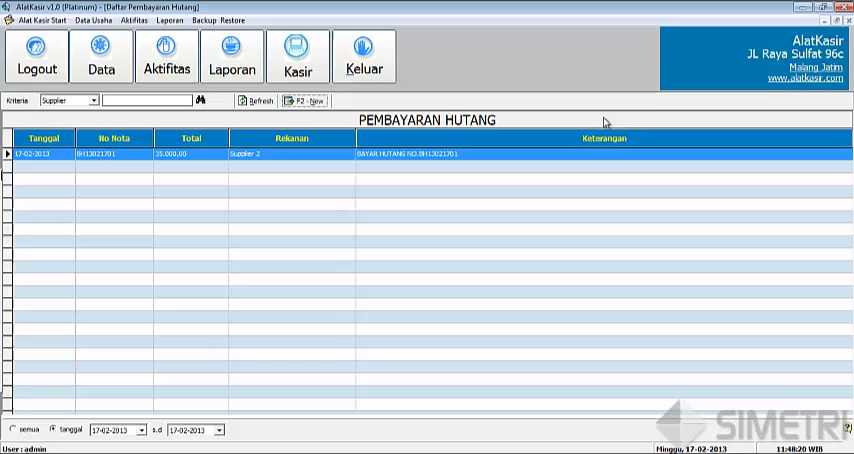 AlatKasir v1.0 (Platinum) - [Daftar Pembayaran Hutang]
Alat Kasir Start Data Usaha Aktifitas Laporan Backup Restore
Logout Data Aktifitas Laporan Kasir Keluar
AlatKasir
JL Raya Sulfat 96c
Malang Jatim
www.alatkasir.com
Kriteria Supplier Refresh F2 - New
PEMBAYARAN HUTANG
Tanggal No Nota Total Rekanan Keterangan
17-02-2013 BH13021701 35.000,00 Supplier 2 BAYAR HUTANG NO.BH13021701
semua tanggal 17-02-2013 s.d 17-02-2013
SIMETRI
User : admin Minggu, 17-02-2013 11:48:20 WIB